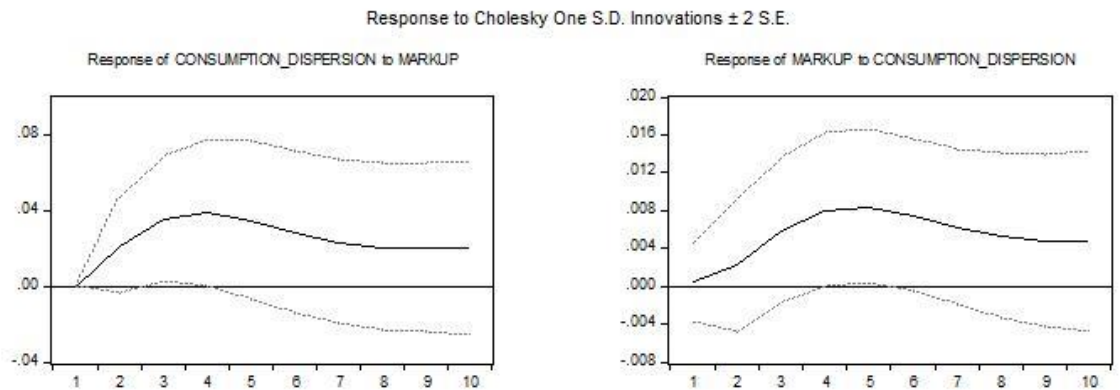 Response to Cholesky One S.D. Innovations ± 2 S.E.
Response of CONSUMPTION_DISPERSION to MARKUP
.08
.04
.00
-.04
1 2 3 4 5 6 7 8 9 10
Response of MARKUP to CONSUMPTION_DISPERSION
.020
.016
.012
.008
.004
.000
-.004
-.008
1 2 3 4 5 6 7 8 9 10